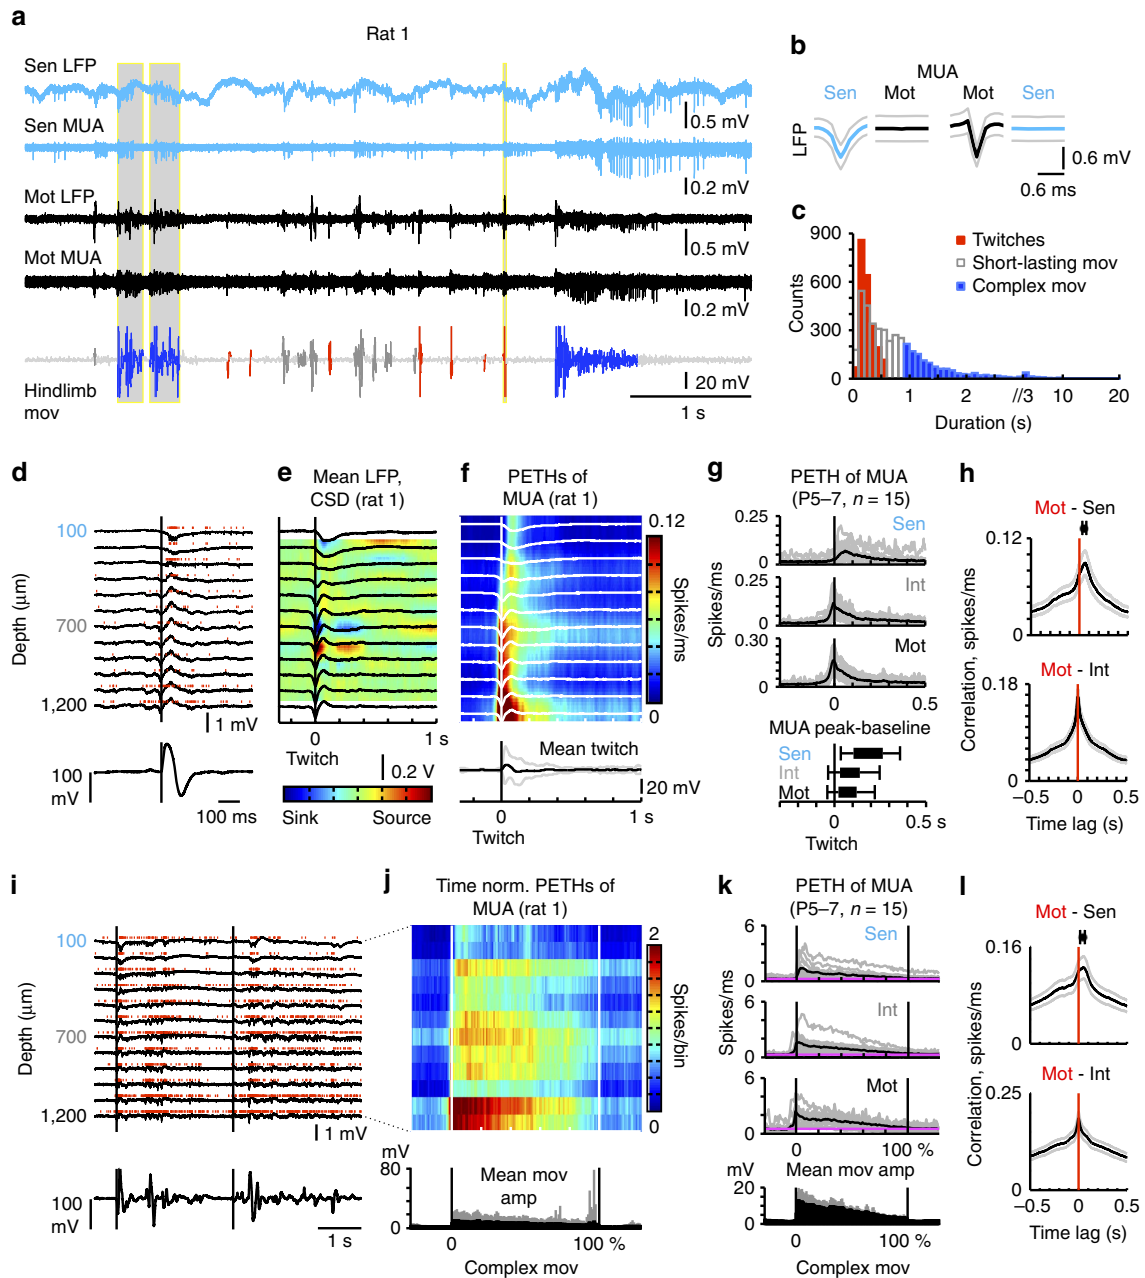 a
Rat 1
Sen LFP
0.5 mV
Sen MUA
0.2 mV
Mot LFP
0.5 mV
Mot MUA
0.2 mV
20 mV
Hindlimb
mov
1 s
b
MUA
Sen Mot Mot Sen
LFP
0.6 mV
0.6 ms
c
900
600
300
0
Counts
Twitches
Short-lasting mov
Complex mov
0 1 2 //3 10 20
Duration (s)
d
100
700
1,200
Depth (μm)
1 mV
100
mV
100 ms
e
Mean LFP,
CSD (rat 1)
0 1 s
Twitch
0.2 V
Sink Source
f
PETHs of
MUA (rat 1)
0.12
Spikes/ms
0
Mean twitch
20 mV
0 1 s
Twitch
g
PETH of MUA
(P5–7, n = 15)
0.25
Sen
0
0.25
Int
0
0.30
Mot
0
Spikes/ms
0 0.5
MUA peak-baseline
Sen
Int
Mot
0 0.5 s
Twitch
h
Mot - Sen
0.12
0
Mot - Int
0.18
0
Correlation, spikes/ms
–0.5 0 0.5
Time lag (s)
i
100
700
1,200
Depth (μm)
1 mV
100
mV
1 s
j
Time norm. PETHs of
MUA (rat 1)
2
Spikes/bin
0
mV
80
0
Mean mov
amp
0 100 %
Complex mov
k
PETH of MUA
(P5–7, n = 15)
6
Sen
0
6
Int
0
6
Mot
0
Spikes/ms
0 100 %
mV
Mean mov amp
20
0
0 100 %
Complex mov
l
Mot - Sen
0.16
0
Mot - Int
0.25
0
Correlation, spikes/ms
–0.5 0 0.5
Time lag (s)